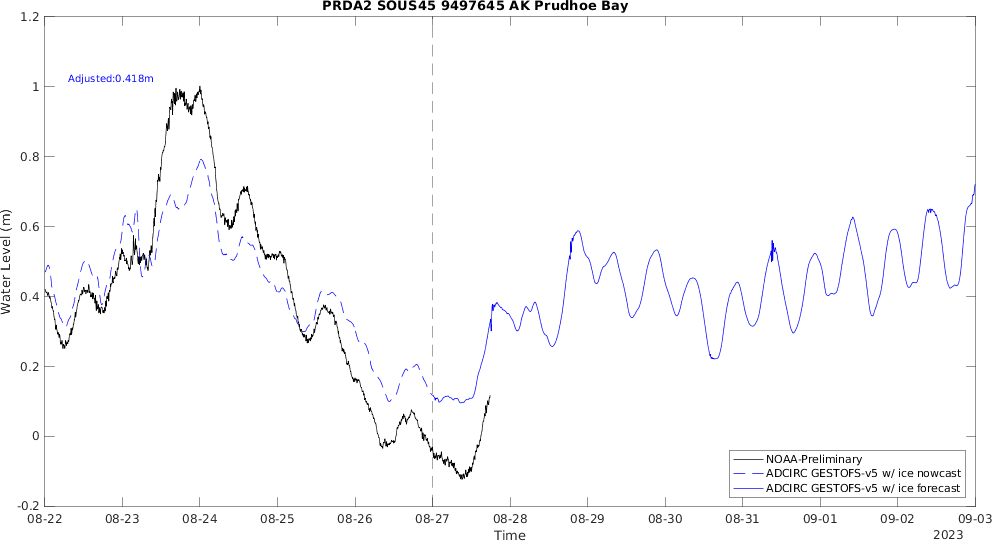 PRDA2 SOUS45 9497645 AK Prudhoe Bay
1.2
1
0.8
0.6
0.4
0.2
0
-0.2
Water Level (m)
Adjusted:0.418m
NOAA-Preliminary
ADCIRC GESTOFS-v5 w/ ice nowcast
ADCIRC GESTOFS-v5 w/ ice forecast
08-22 08-23 08-24 08-25 08-26 08-27 08-28 08-29 08-30 08-31 09-01 09-02 09-03
Time
2023